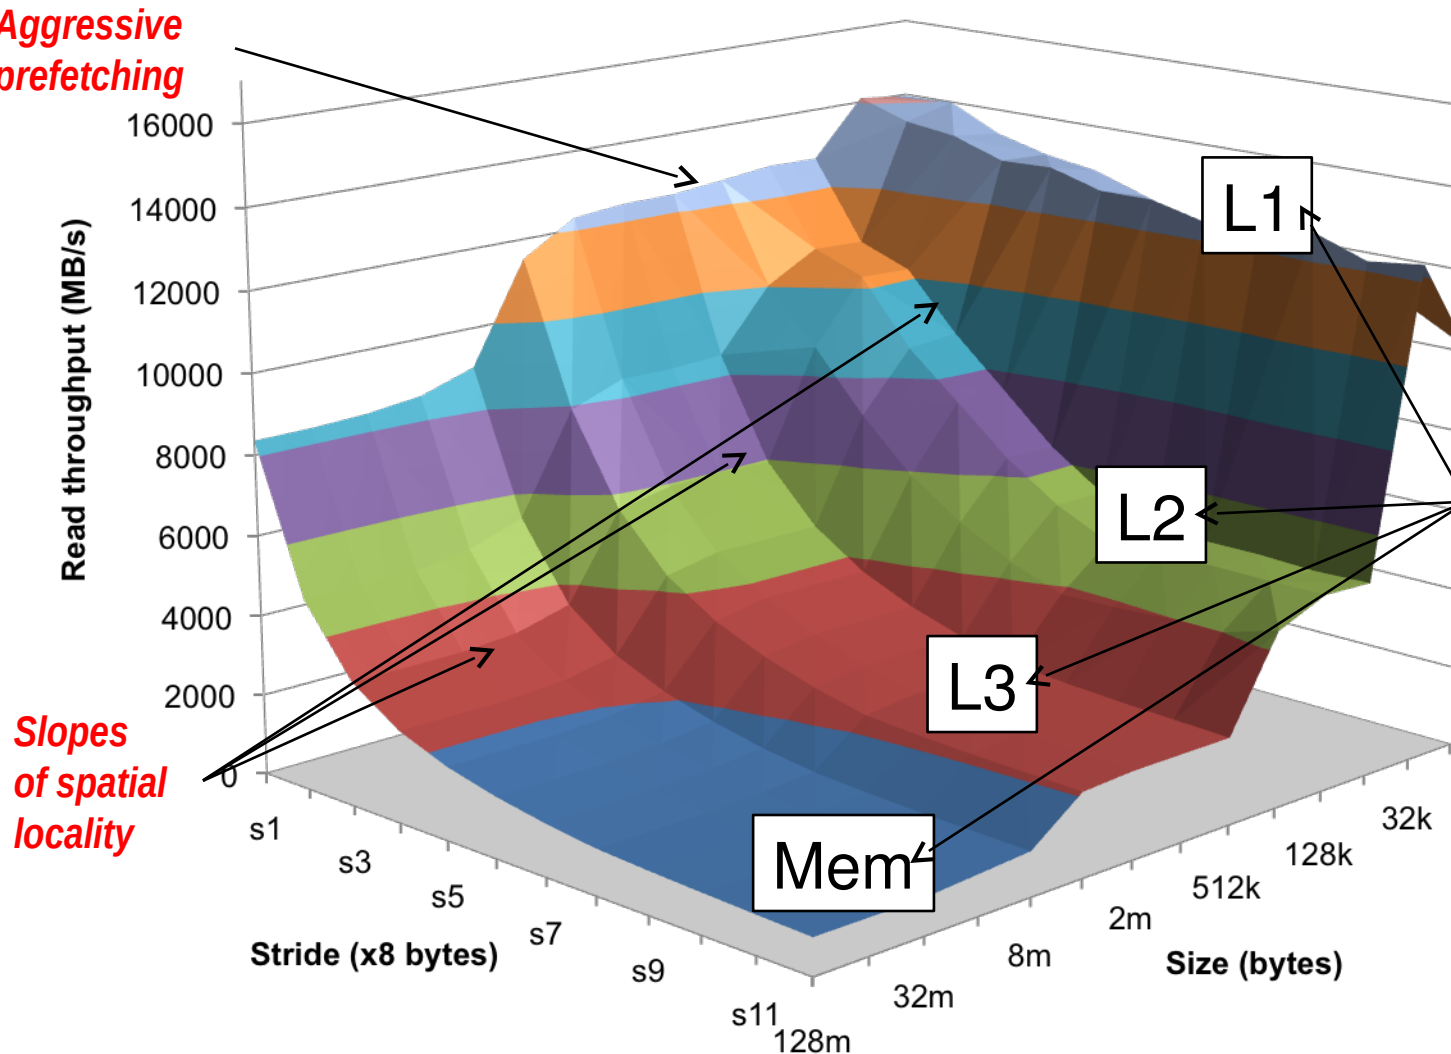 Aggressive
prefetching
16000
14000
12000
10000
8000
6000
4000
2000
0
Read throughput (MB/s)
L1
L2
L3
Mem
Slopes
of spatial
locality
s1
s3
s5
s7
s9
s11
Stride (x8 bytes)
128m
32m
8m
2m
512k
128k
32k
Size (bytes)